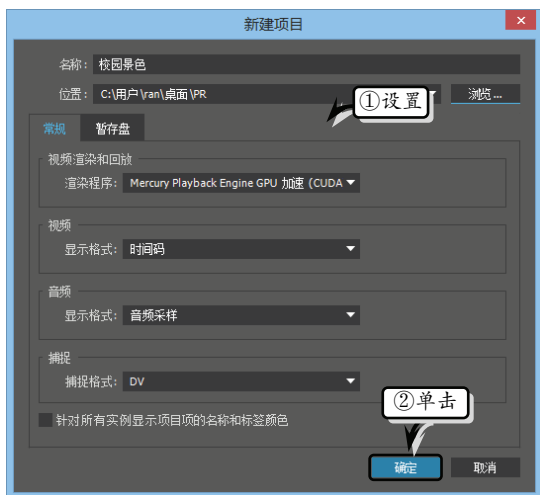 新建项目
名称: 校园景色
位置: C:\用户\ran\桌面\PR
①设置
浏览...
常规 暂存盘
视频渲染和回放
渲染程序: Mercury Playback Engine GPU 加速 (CUDA
视频
显示格式: 时间码
音频
显示格式: 音频采样
捕捉
捕捉格式: DV
②单击
针对所有实例显示项目项的名称和标签颜色
确定 取消